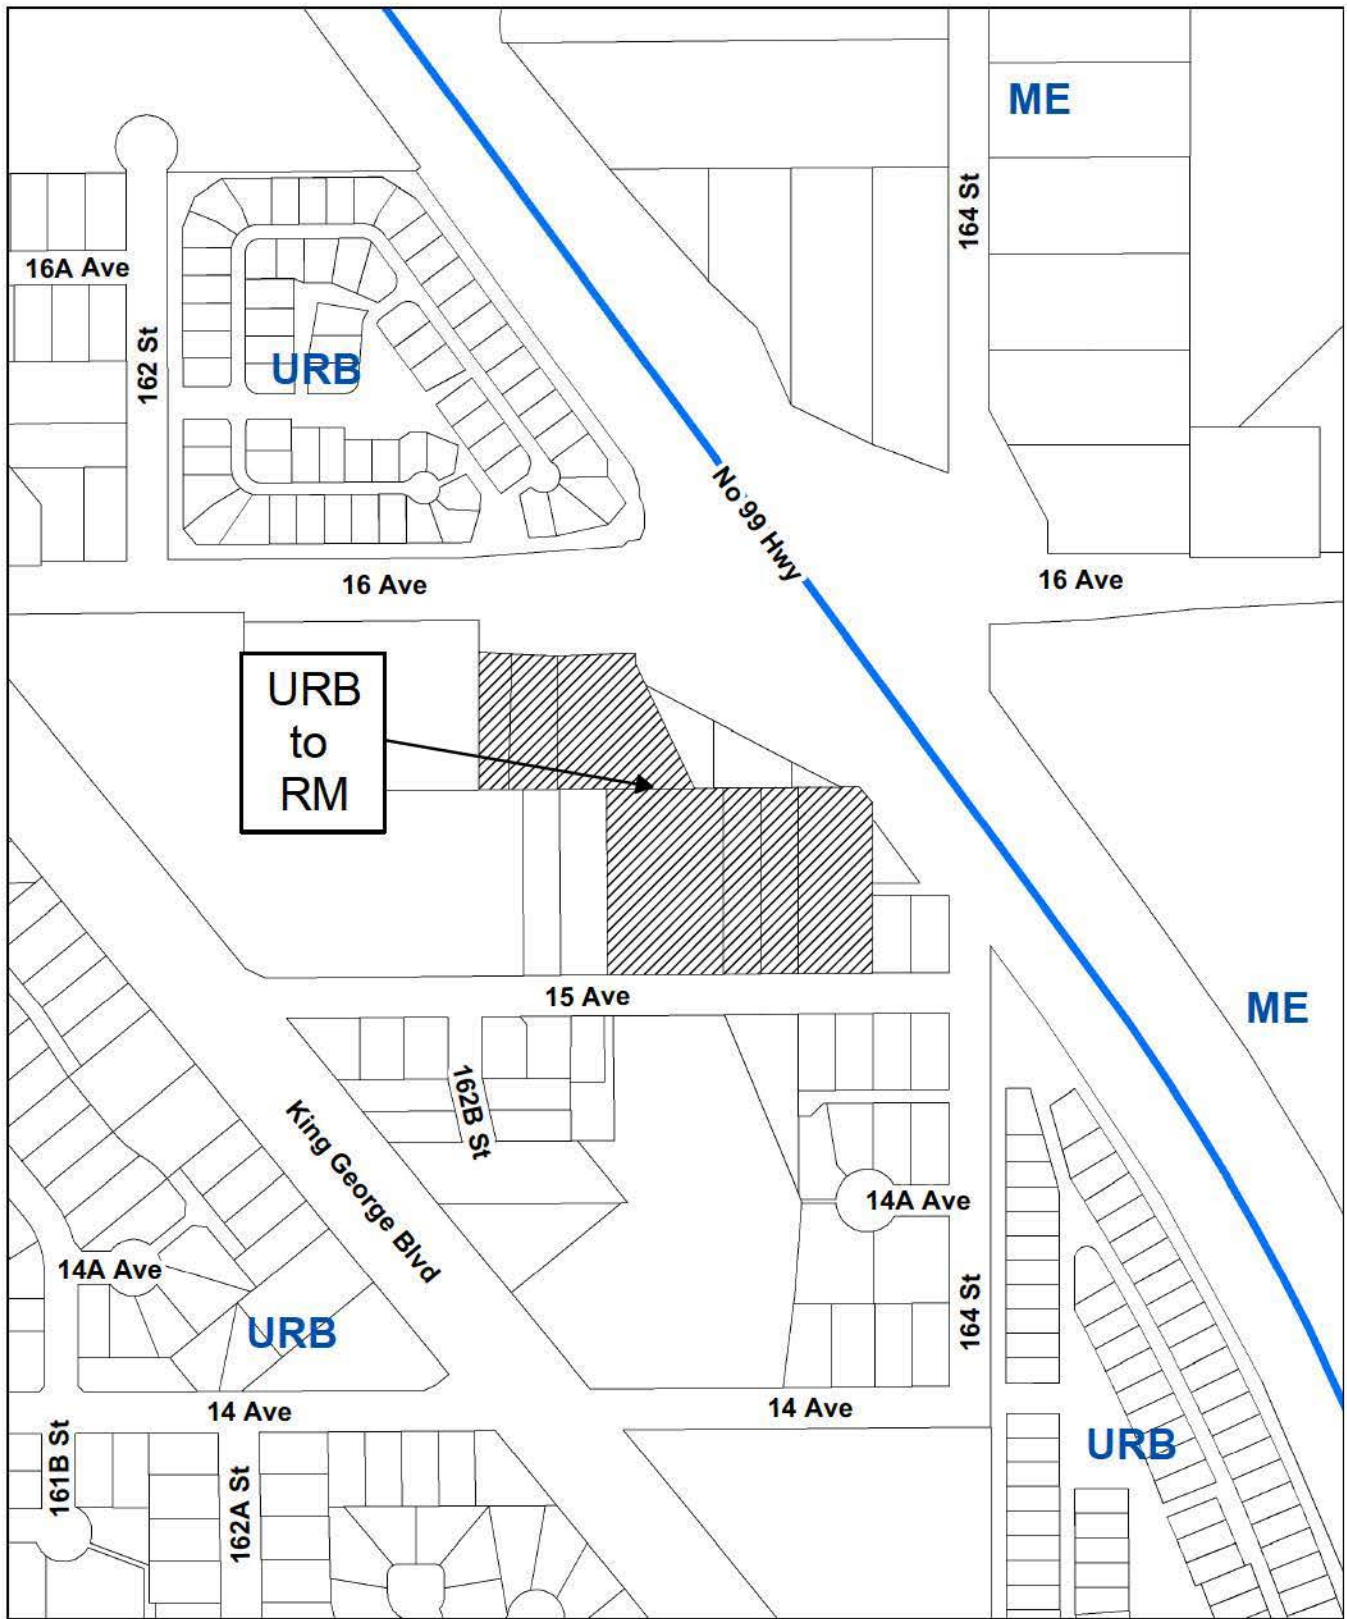 ME
164 St
16A Ave
162 St
URB
No 99 Hwy
16 Ave
16 Ave
URB
to
RM
15 Ave
ME
162B St
King George Blvd
14A Ave
14A Ave
164 St
URB
14 Ave
14 Ave
URB
161B St
162A St